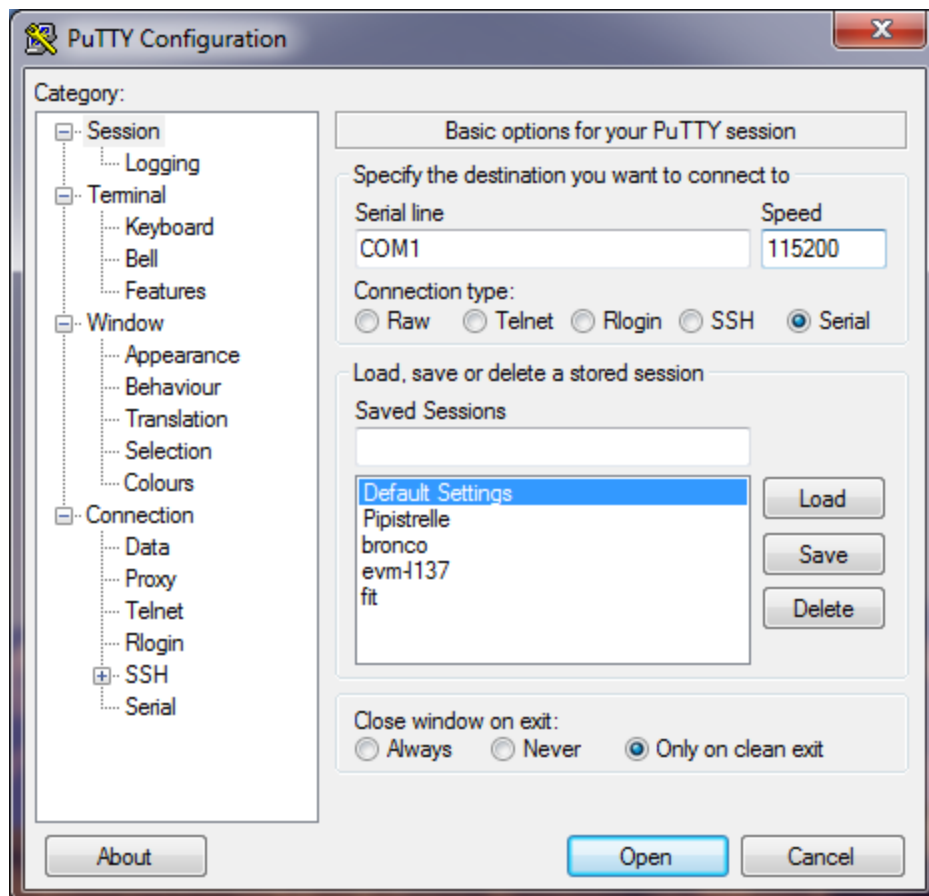 PuTTY Configuration
X
Category:
Session
Logging
Terminal
Keyboard
Bell
Features
Window
Appearance
Behaviour
Translation
Selection
Colours
Connection
Data
Proxy
Telnet
Rlogin
SSH
Serial
Basic options for your PuTTY session
Specify the destination you want to connect to
Serial line Speed
COM1 115200
Connection type:
Raw Telnet Rlogin SSH Serial
Load, save or delete a stored session
Saved Sessions
Default Settings
Pipistrelle
bronco
evm-l137
fit
Load
Save
Delete
Close window on exit:
Always Never Only on clean exit
About Open Cancel